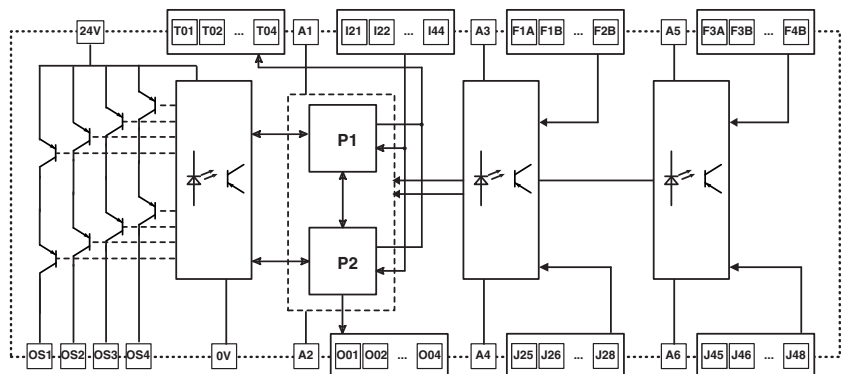 24V T01 T02 ... T04 A1 I21 I22 ... I44 A3 F1A F1B ... F2B A5 F3A F3B ... F4B
P1
P2
OS1 OS2 OS3 OS4 0V A2 O01 O02 ... O04 A4 J25 J26 ... J28 A6 J45 J46 ... J48